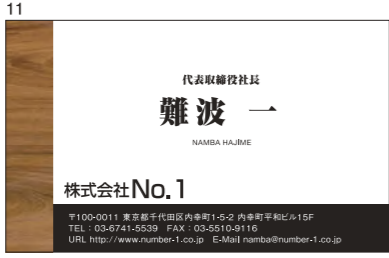 11
代表取締役社長
難波 一
NAMBA HAJIME
株式会社No.1
〒100-0011 東京都千代田区内幸町1-5-2 内幸町平和ビル15F
TEL：03-6741-5539　FAX：03-5510-9116
URL http://www.number-1.co.jp　E-Mail namba@number-1.co.jp